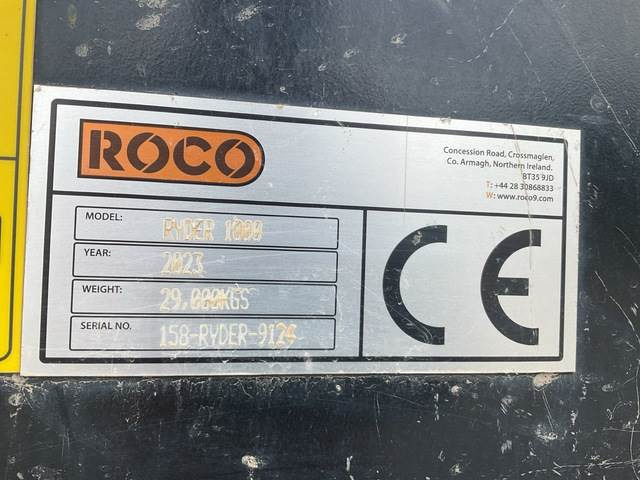 ROCO
Concession Road, Crossmaglen,
Co. Armagh, Northern Ireland.
BT35 9JD
T: +44 28 30868833
W: www.roco9.com
MODEL: RYDER 1000
YEAR: 2023
WEIGHT: 29,000KGS
SERIAL NO. 158-RYDER-9124
CE